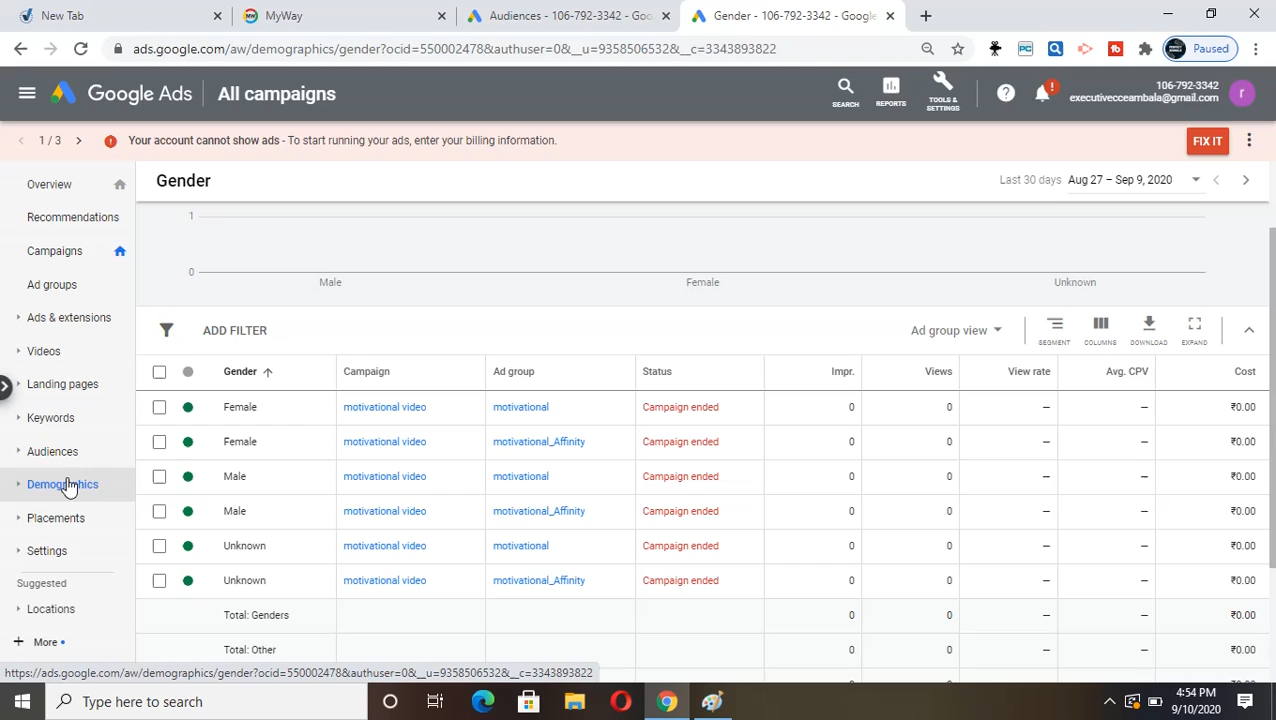 New Tab
MyWay
Audiences - 106-792-3342 - Goo
Gender - 106-792-3342 - Google
ads.google.com/aw/demographics/gender?ocid=550002478&authuser=0&__u=9358506532&__c=3343893822
PC
Paused
Google Ads
All campaigns
SEARCH
REPORTS
TOOLS & SETTINGS
106-792-3342
executivecceambala@gmail.com
r
1 / 3
Your account cannot show ads - To start running your ads, enter your billing information.
FIX IT
Overview
Recommendations
Campaigns
Ad groups
Ads & extensions
Videos
Landing pages
Keywords
Audiences
Demographics
Placements
Settings
Suggested
Locations
More
Gender
Last 30 days Aug 27 – Sep 9, 2020
1
0
Male Female Unknown
ADD FILTER
Ad group view
SEGMENT COLUMNS DOWNLOAD EXPAND
Gender Campaign Ad group Status Impr. Views View rate Avg. CPV Cost
Female motivational video motivational Campaign ended 0 0 — — ₹0.00
Female motivational video motivational_Affinity Campaign ended 0 0 — — ₹0.00
Male motivational video motivational Campaign ended 0 0 — — ₹0.00
Male motivational video motivational_Affinity Campaign ended 0 0 — — ₹0.00
Unknown motivational video motivational Campaign ended 0 0 — — ₹0.00
Unknown motivational video motivational_Affinity Campaign ended 0 0 — — ₹0.00
Total: Genders 0 0 — — ₹0.00
Total: Other 0 0 — — ₹0.00
https://ads.google.com/aw/demographics/gender?ocid=550002478&authuser=0&__u=9358506532&__c=3343893822
Type here to search
4:54 PM
9/10/2020